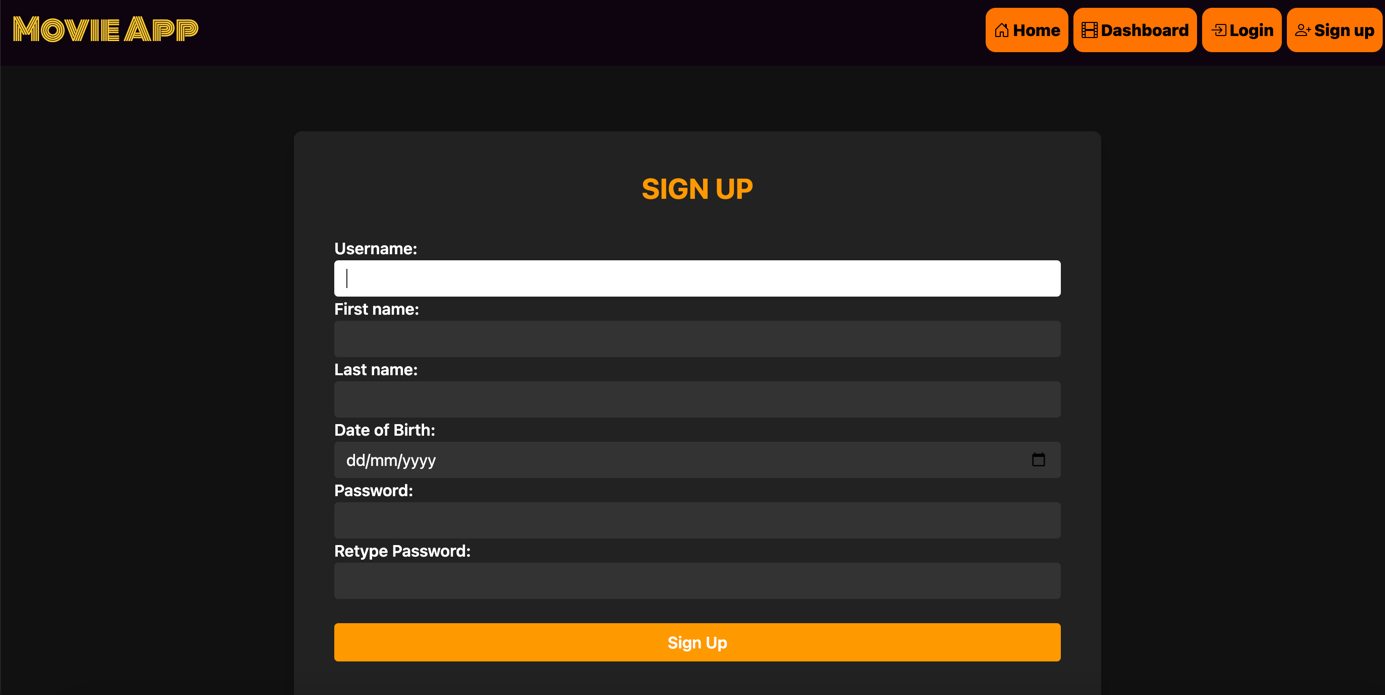 MOVIE APP
Home Dashboard Login Sign up
SIGN UP
Username:
First name:
Last name:
Date of Birth:
dd/mm/yyyy
Password:
Retype Password:
Sign Up